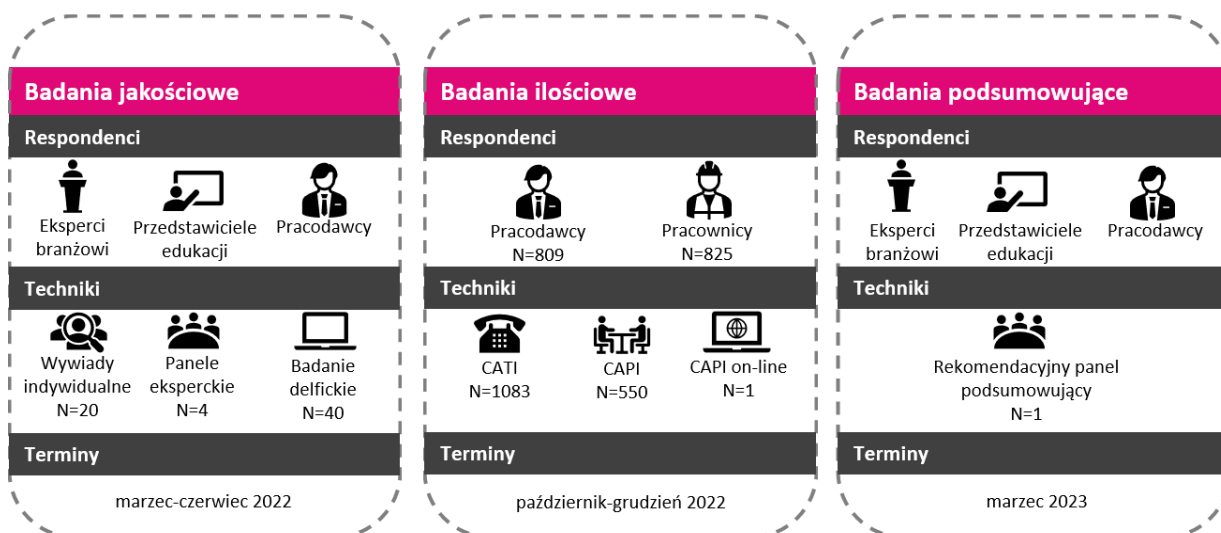 Badania jakościowe
Respondenci
Eksperci
branżowi
Przedstawiciele
edukacji
Pracodawcy
Techniki
Wywiady
indywidualne
N=20
Panele
eksperckie
N=4
Badanie
delfickie
N=40
Terminy
marzec-czerwiec 2022
Badania ilościowe
Respondenci
Pracodawcy
N=809
Pracownicy
N=825
Techniki
CATI
N=1083
CAPI
N=550
CAPI on-line
N=1
Terminy
październik-grudzień 2022
Badania podsumowujące
Respondenci
Eksperci
branżowi
Przedstawiciele
edukacji
Pracodawcy
Techniki
Rekomendacyjny panel
podsumowujący
N=1
Terminy
marzec 2023